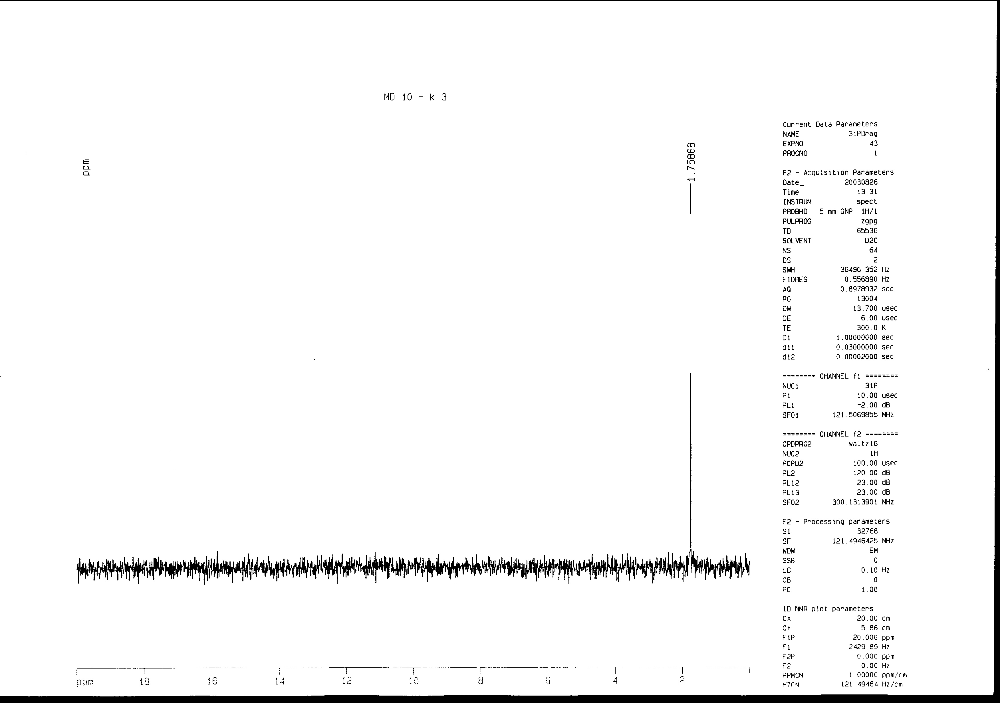 MD 10 - k 3
ppm
1.75868
Current Data Parameters
NAME 31PDrag
EXPNO 43
PROCNO 1
F2 - Acquisition Parameters
Date_ 20030826
Time 13.31
INSTRUM spect
PROBHD 5 mm QNP 1H/1
PULPROG zgpg
TD 65536
SOLVENT D2O
NS 64
DS 2
SWH 36496.352 Hz
FIDRES 0.556890 Hz
AQ 0.8978932 sec
RG 13004
DW 13.700 usec
DE 6.00 usec
TE 300.0 K
D1 1.00000000 sec
d11 0.03000000 sec
d12 0.00002000 sec
======== CHANNEL f1 ========
NUC1 31P
P1 10.00 usec
PL1 -2.00 dB
SFO1 121.5069855 MHz
======== CHANNEL f2 ========
CPDPRG2 waltz16
NUC2 1H
PCPD2 100.00 usec
PL2 120.00 dB
PL12 23.00 dB
PL13 23.00 dB
SFO2 300.1313901 MHz
F2 - Processing parameters
SI 32768
SF 121.4946425 MHz
WDW EM
SSB 0
LB 0.10 Hz
GB 0
PC 1.00
1D NMR plot parameters
CX 20.00 cm
CY 5.86 cm
F1P 20.000 ppm
F1 2429.89 Hz
F2P 0.000 ppm
F2 0.00 Hz
PPMCM 1.00000 ppm/cm
HZCM 121.49464 Hz/cm
ppm 18 16 14 12 10 8 6 4 2